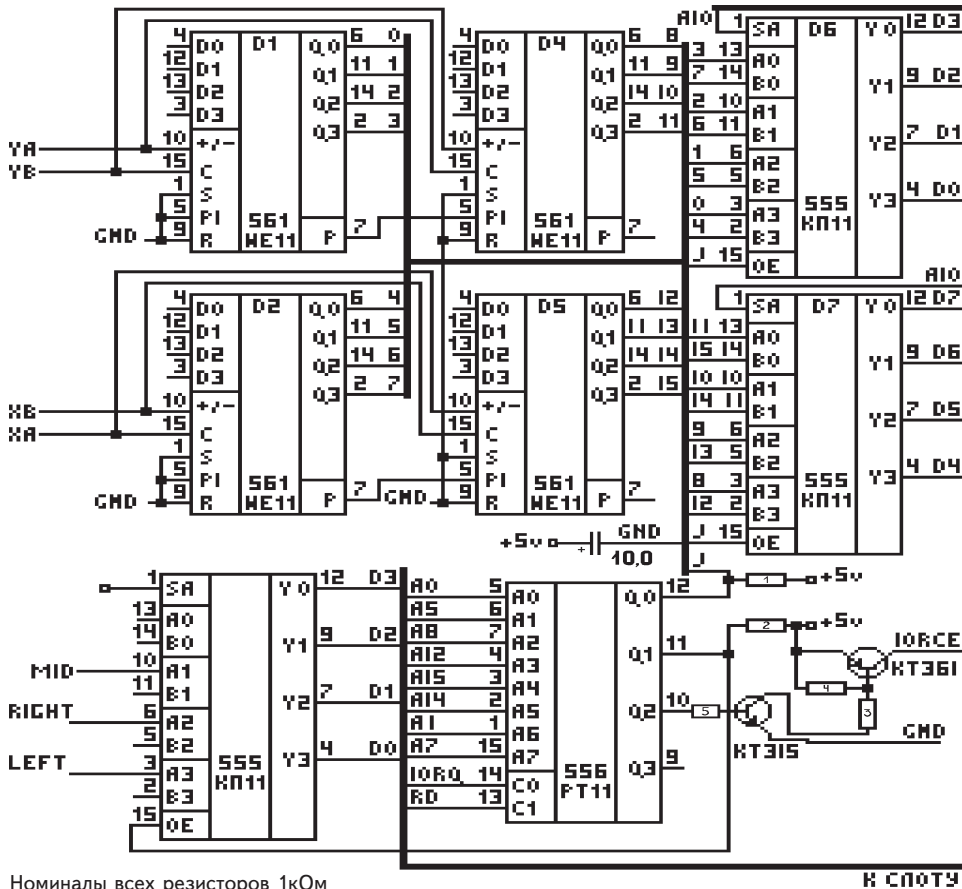 4 D0 D1 Q0 6 0
12 D1 Q1 11 1
13 D2 Q2 14 2
3 D3 Q3 2 3
YA 10 +/-
YB 15 C
1 S
5 PI 561 P 7
GND 9 R ИЕ11
4 D0 D4 Q0 6 8
12 D1 Q1 11 9
13 D2 Q2 14 10
3 D3 Q3 2 11
10 +/-
15 C
1 S
5 PI 561 P 7
9 R ИЕ11
A10 1 SA D6 Y0 12 D3
3 13 A0
7 14 B0 Y1 9 D2
2 10 A1
6 11 B1 Y2 7 D1
1 6 A2
5 5 B2 Y3 4 D0
0 3 A3 555
4 2 B3 КП11
J 15 OE
4 D0 D2 Q0 6 4
12 D1 Q1 11 5
13 D2 Q2 14 6
3 D3 Q3 2 7
XB 10 +/-
XA 15 C
1 S
5 PI 561 P 7
GND 9 R ИЕ11
4 D0 D5 Q0 6 12
12 D1 Q1 11 13
13 D2 Q2 14 14
3 D3 Q3 2 15
10 +/-
15 C
1 S
5 PI 561 P 7
GND 9 R ИЕ11
A10
1 SA D7 Y0 12 D7
11 13 A0
15 14 B0 Y1 9 D6
10 10 A1
14 11 B1 Y2 7 D5
9 6 A2
13 5 B2 Y3 4 D4
8 3 A3 555
12 2 B3 КП11
J 15 OE
+5v + 10,0 GND
J
1 SA Y0 12 D3
13 A0
14 B0 Y1 9 D2
MID 10 A1
11 B1 Y2 7 D1
RIGHT 6 A2
5 B2 Y3 4 D0
LEFT 3 A3 555
2 B3 КП11
15 OE
A0 5 A0 Q0 12
A5 6 A1
A8 7 A2 Q1 11
A12 4 A3
A15 3 A4
A14 2 A5 Q2 10
A1 1 A6
A7 15 A7 Q3 9
IORQ 14 C0 556
RD 13 C1 РТ11
1 +5v
2 +5v
IORGE
КТ361
4
3
5
КТ315
GND
Номиналы всех резисторов 1кОм
К СЛОТУ